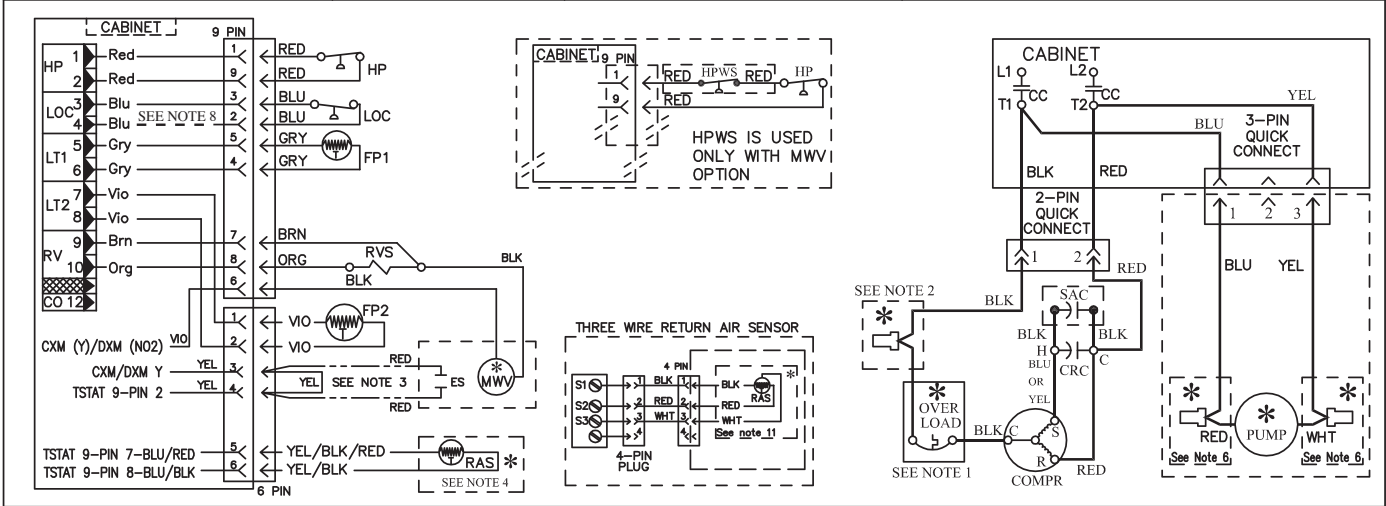 CABINET
9 PIN
HP
1 Red 1 RED
HP
2 Red 9 RED
LOC
3 Blu 3 BLU
4 Blu SEE NOTE 8 2 BLU
LOC
LT1
5 Gry 5 GRY
FP1
6 Gry 4 GRY
LT2
7 Vio
8 Vio
RV
9 Brn 7 BRN
10 Org 8 ORG
RVS
BLK
6 BLK
CO 12
FP2
1 VIO
2 VIO
CXM (Y)/DXM (NO2) VIO
CXM/DXM Y YEL 3
TSTAT 9-PIN 2 YEL 4
RED
YEL SEE NOTE 3
RED
ES
*
MWV
TSTAT 9-PIN 7-BLU/RED 5 YEL/BLK/RED
TSTAT 9-PIN 8-BLU/BLK 6 YEL/BLK
RAS *
SEE NOTE 4
6 PIN
CABINET
9 PIN
1 RED HPWS RED HP
9 RED
HPWS IS USED
ONLY WITH MWV
OPTION
THREE WIRE RETURN AIR SENSOR
4 PIN
S1 1 BLK 1 BLK
S2 2 RED 2 RED
S3 3 WHT 3 WHT
4 4
RAS
*
See note 11
4-PIN
PLUG
CABINET
L1 L2
CC CC
T1 T2
YEL
BLU
3-PIN
QUICK
CONNECT
BLK RED
2-PIN
QUICK
CONNECT
1 2
1 2 3
RED
BLU YEL
SEE NOTE 2
*
BLK
SAC
BLK BLK
H C
CRC
BLU
OR
YEL
*
OVER
LOAD
BLK C
S
R
RED
SEE NOTE 1
COMPR
*
RED
See Note 6
*
PUMP
*
WHT
See Note 6